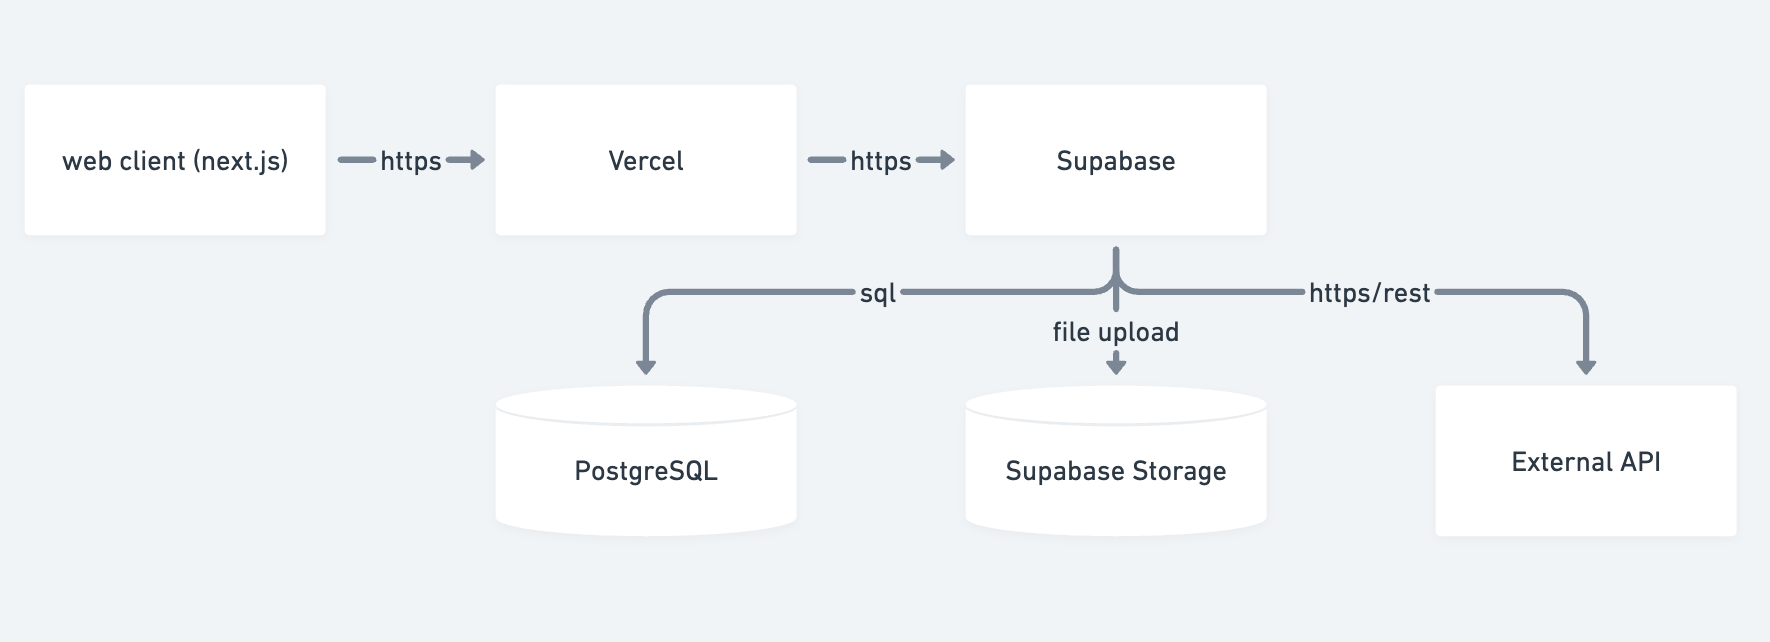 web client (next.js)
https
Vercel
https
Supabase
sql
https/rest
file upload
PostgreSQL
Supabase Storage
External API